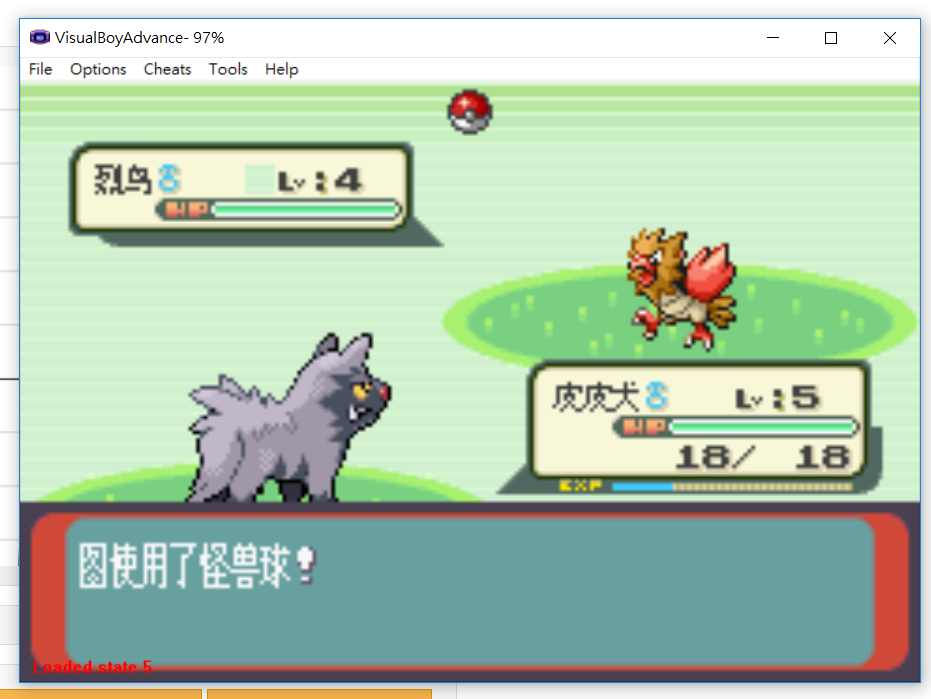 VisualBoyAdvance- 97%
File Options Cheats Tools Help
烈鸟♂ Lv:4
HP
皮皮犬♂ Lv:5
HP
18/ 18
EXP
图使用了怪兽球!
Loaded state 5